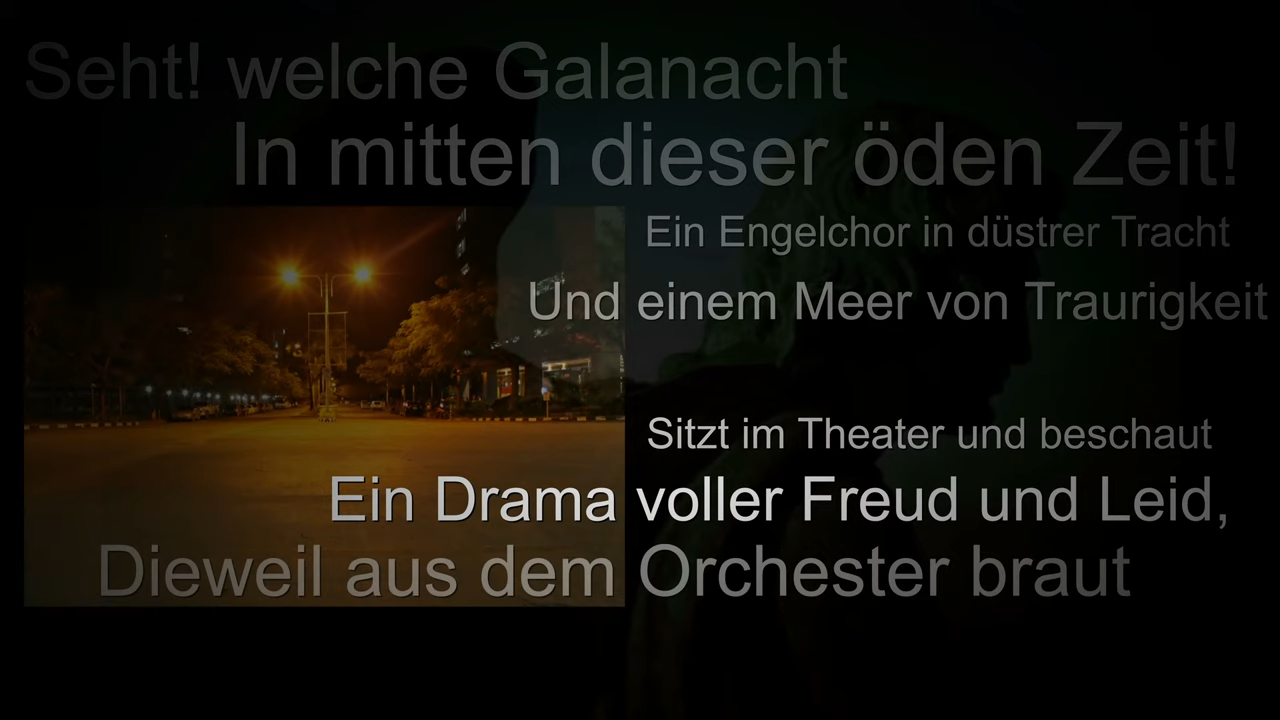 Seht! welche Galanacht
In mitten dieser öden Zeit!
Ein Engelchor in düstrer Tracht
Und einem Meer von Traurigkeit
Sitzt im Theater und beschaut
Ein Drama voller Freud und Leid,
Dieweil aus dem Orchester braut